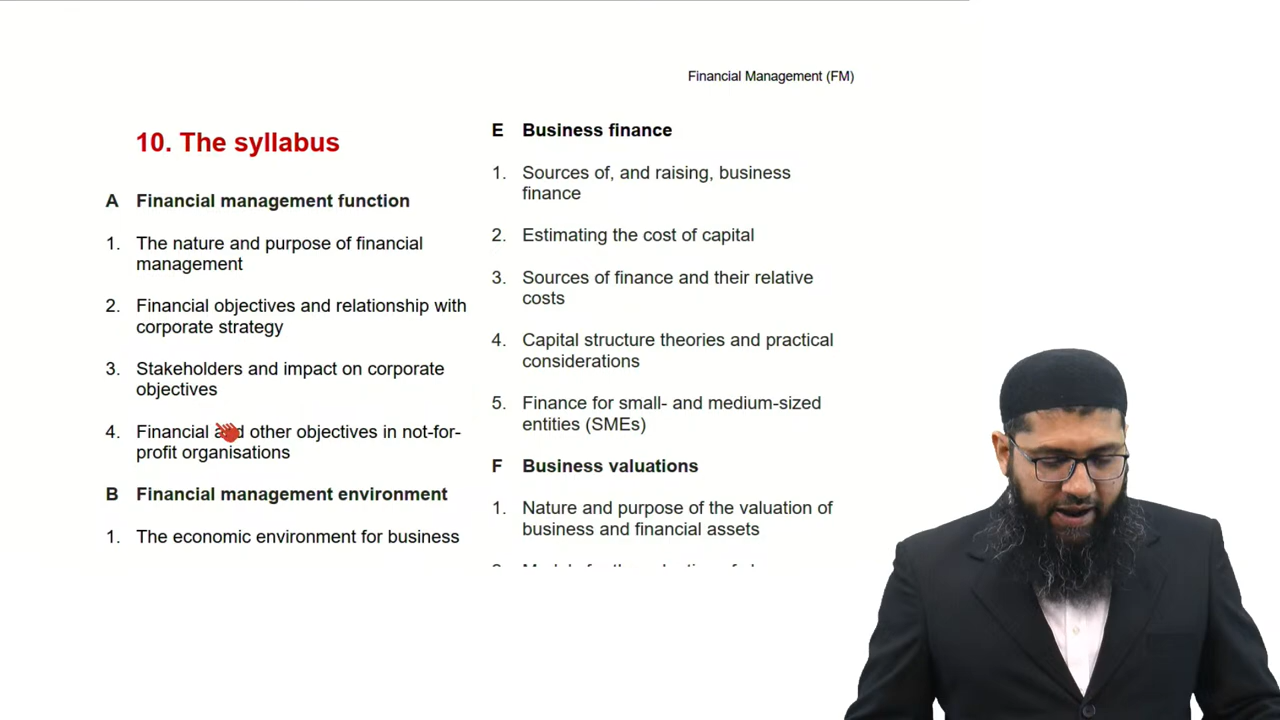 Financial Management (FM)
10. The syllabus
A Financial management function
1. The nature and purpose of financial
management
2. Financial objectives and relationship with
corporate strategy
3. Stakeholders and impact on corporate
objectives
4. Financial and other objectives in not-for-
profit organisations
B Financial management environment
1. The economic environment for business
E Business finance
1. Sources of, and raising, business
finance
2. Estimating the cost of capital
3. Sources of finance and their relative
costs
4. Capital structure theories and practical
considerations
5. Finance for small- and medium-sized
entities (SMEs)
F Business valuations
1. Nature and purpose of the valuation of
business and financial assets